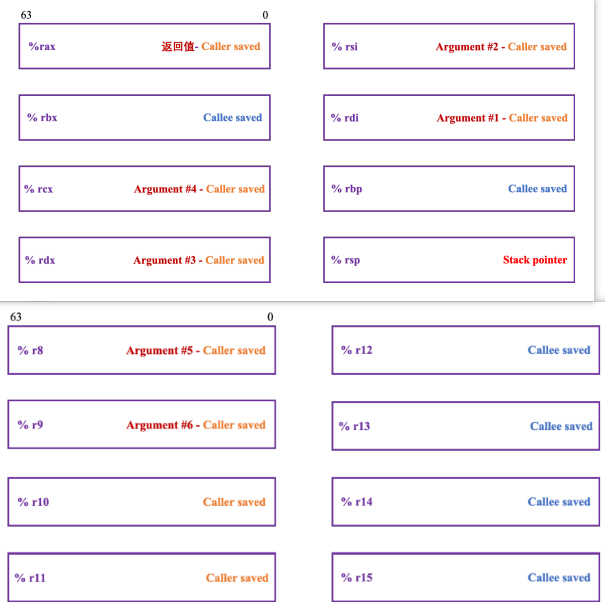 63 0
%rax 返回值- Caller saved
% rsi Argument #2 - Caller saved
% rbx Callee saved
% rdi Argument #1 - Caller saved
% rcx Argument #4 - Caller saved
% rbp Callee saved
% rdx Argument #3 - Caller saved
% rsp Stack pointer
63 0
% r8 Argument #5 - Caller saved
% r12 Callee saved
% r9 Argument #6 - Caller saved
% r13 Callee saved
% r10 Caller saved
% r14 Callee saved
% r11 Caller saved
% r15 Callee saved